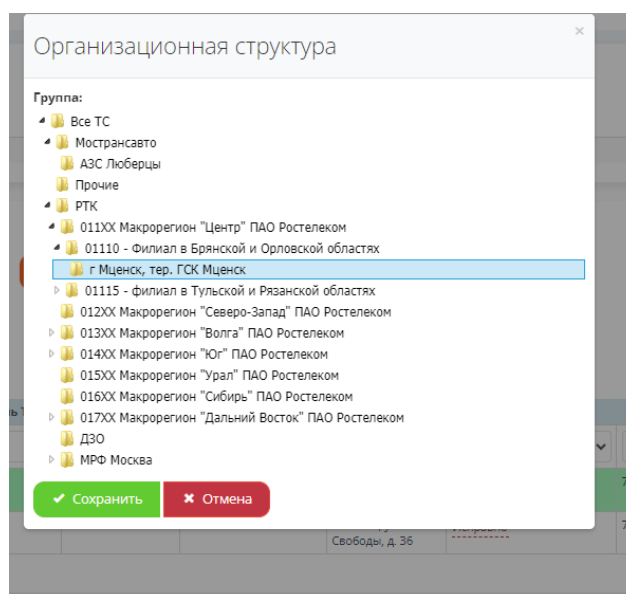 ×
Организационная структура
Группа:
Все ТС
Мострансавто
АЗС Люберцы
Прочие
РТК
011XX Макрорегион "Центр" ПАО Ростелеком
01110 - Филиал в Брянской и Орловской областях
г Мценск, тер. ГСК Мценск
01115 - филиал в Тульской и Рязанской областях
012XX Макрорегион "Северо-Запад" ПАО Ростелеком
013XX Макрорегион "Волга" ПАО Ростелеком
014XX Макрорегион "Юг" ПАО Ростелеком
015XX Макрорегион "Урал" ПАО Ростелеком
016XX Макрорегион "Сибирь" ПАО Ростелеком
017XX Макрорегион "Дальний Восток" ПАО Ростелеком
ДЗО
МРФ Москва
Сохранить Отмена
Свободы, д. 36